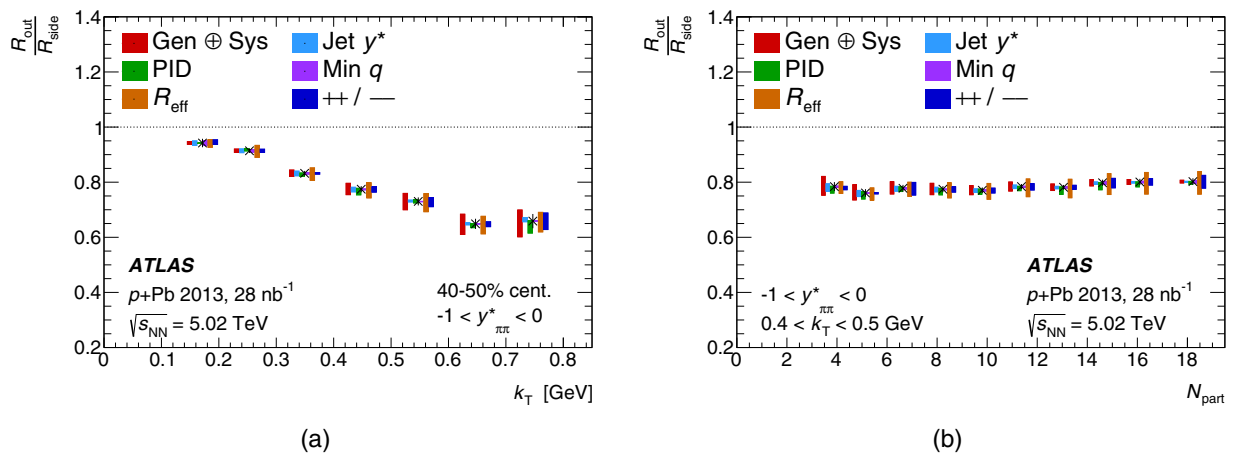 R_out/R_side
1.4
1.2
1
0.8
0.6
0.4
0.2
Gen ⊕ Sys
PID
R_eff
Jet y*
Min q
++ / −−
ATLAS
p+Pb 2013, 28 nb⁻¹
√s_NN = 5.02 TeV
40-50% cent.
-1 < y*_ππ < 0
0 0.1 0.2 0.3 0.4 0.5 0.6 0.7 0.8
k_T [GeV]
(a)
R_out/R_side
1.4
1.2
1
0.8
0.6
0.4
0.2
Gen ⊕ Sys
PID
R_eff
Jet y*
Min q
++ / −−
-1 < y*_ππ < 0
0.4 < k_T < 0.5 GeV
ATLAS
p+Pb 2013, 28 nb⁻¹
√s_NN = 5.02 TeV
0 2 4 6 8 10 12 14 16 18
N_part
(b)